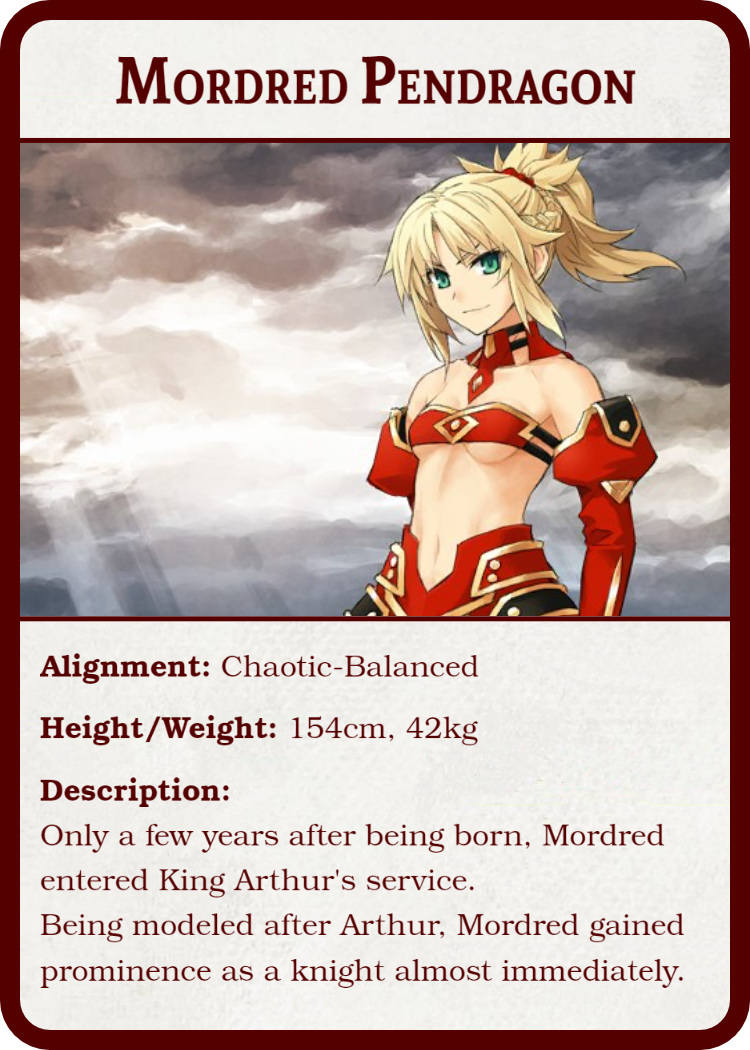 Mordred Pendragon
Alignment: Chaotic-Balanced
Height/Weight: 154cm, 42kg
Description:
Only a few years after being born, Mordred
entered King Arthur's service.
Being modeled after Arthur, Mordred gained
prominence as a knight almost immediately.